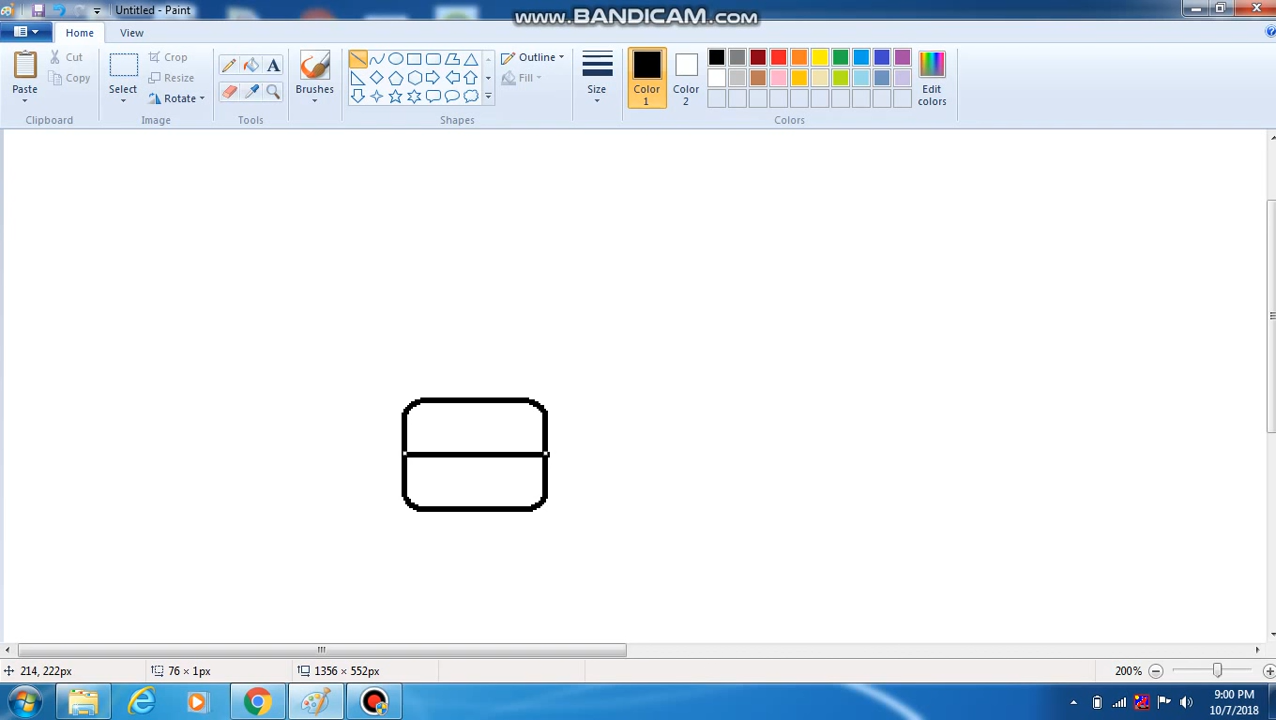 Untitled - Paint
www.BANDICAM.com
Home View
Paste
Cut
Copy
Clipboard
Select
Crop
Resize
Rotate
Image
Tools
Brushes
Shapes
Outline
Fill
Size
Color 1
Color 2
Edit colors
Colors
214, 222px
76 × 1px
1356 × 552px
200%
9:00 PM
10/7/2018